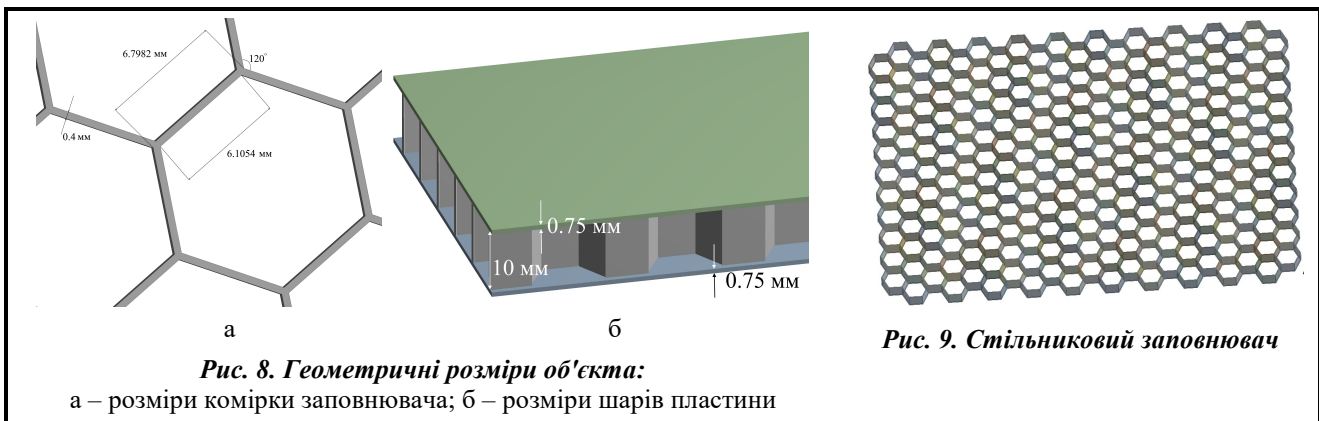 6.7982 мм
120°
0.4 мм
6.1054 мм
0.75 мм
10 мм
0.75 мм
а
б
Рис. 8. Геометричні розміри об'єкта:
а – розміри комірки заповнювача; б – розміри шарів пластини
Рис. 9. Стільниковий заповнювач